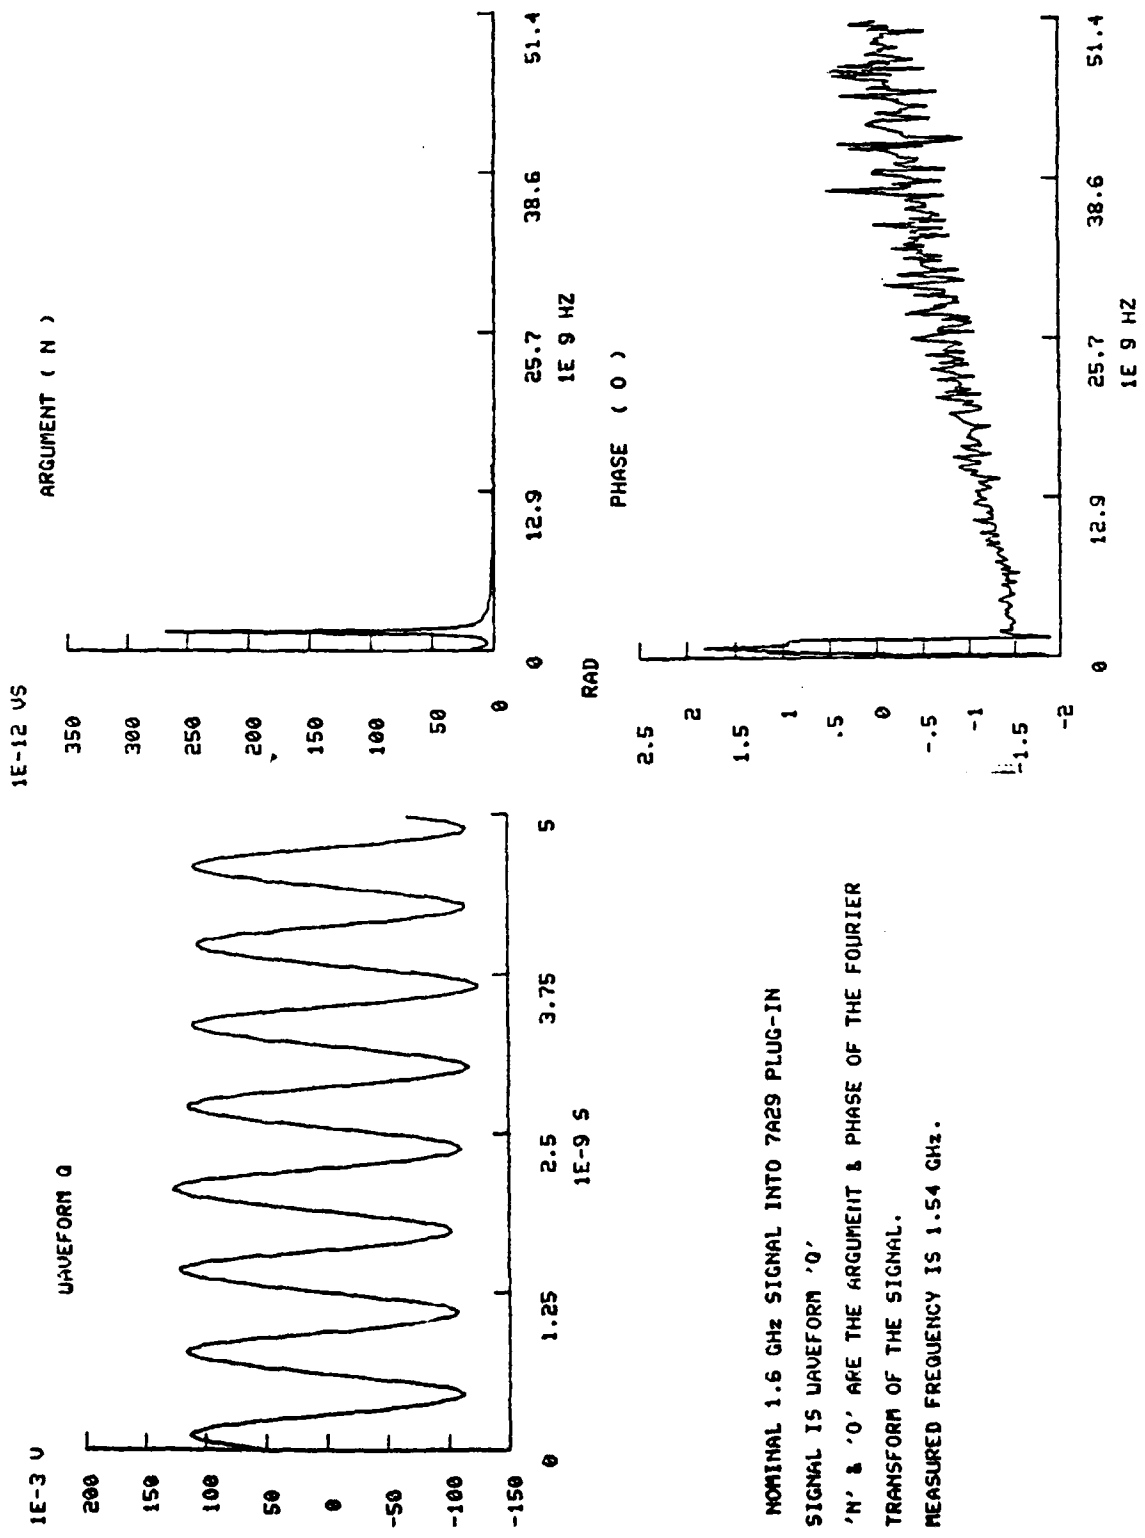 1E-3 V
WAVEFORM Q
200
150
100
50
0
-50
-100
-150
0
1.25
2.5
3.75
5
1E-9 S
1E-12 VS
ARGUMENT ( N )
350
300
250
200
150
100
50
0
0
12.9
25.7
38.6
51.4
1E 9 HZ
RAD
PHASE ( O )
2.5
2
1.5
1
.5
0
-.5
-1
-1.5
-2
0
12.9
25.7
38.6
51.4
1E 9 HZ
NOMINAL 1.6 GHz SIGNAL INTO 7A29 PLUG-IN
SIGNAL IS WAVEFORM 'Q'
'N' & 'O' ARE THE ARGUMENT & PHASE OF THE FOURIER
TRANSFORM OF THE SIGNAL.
MEASURED FREQUENCY IS 1.54 GHz.